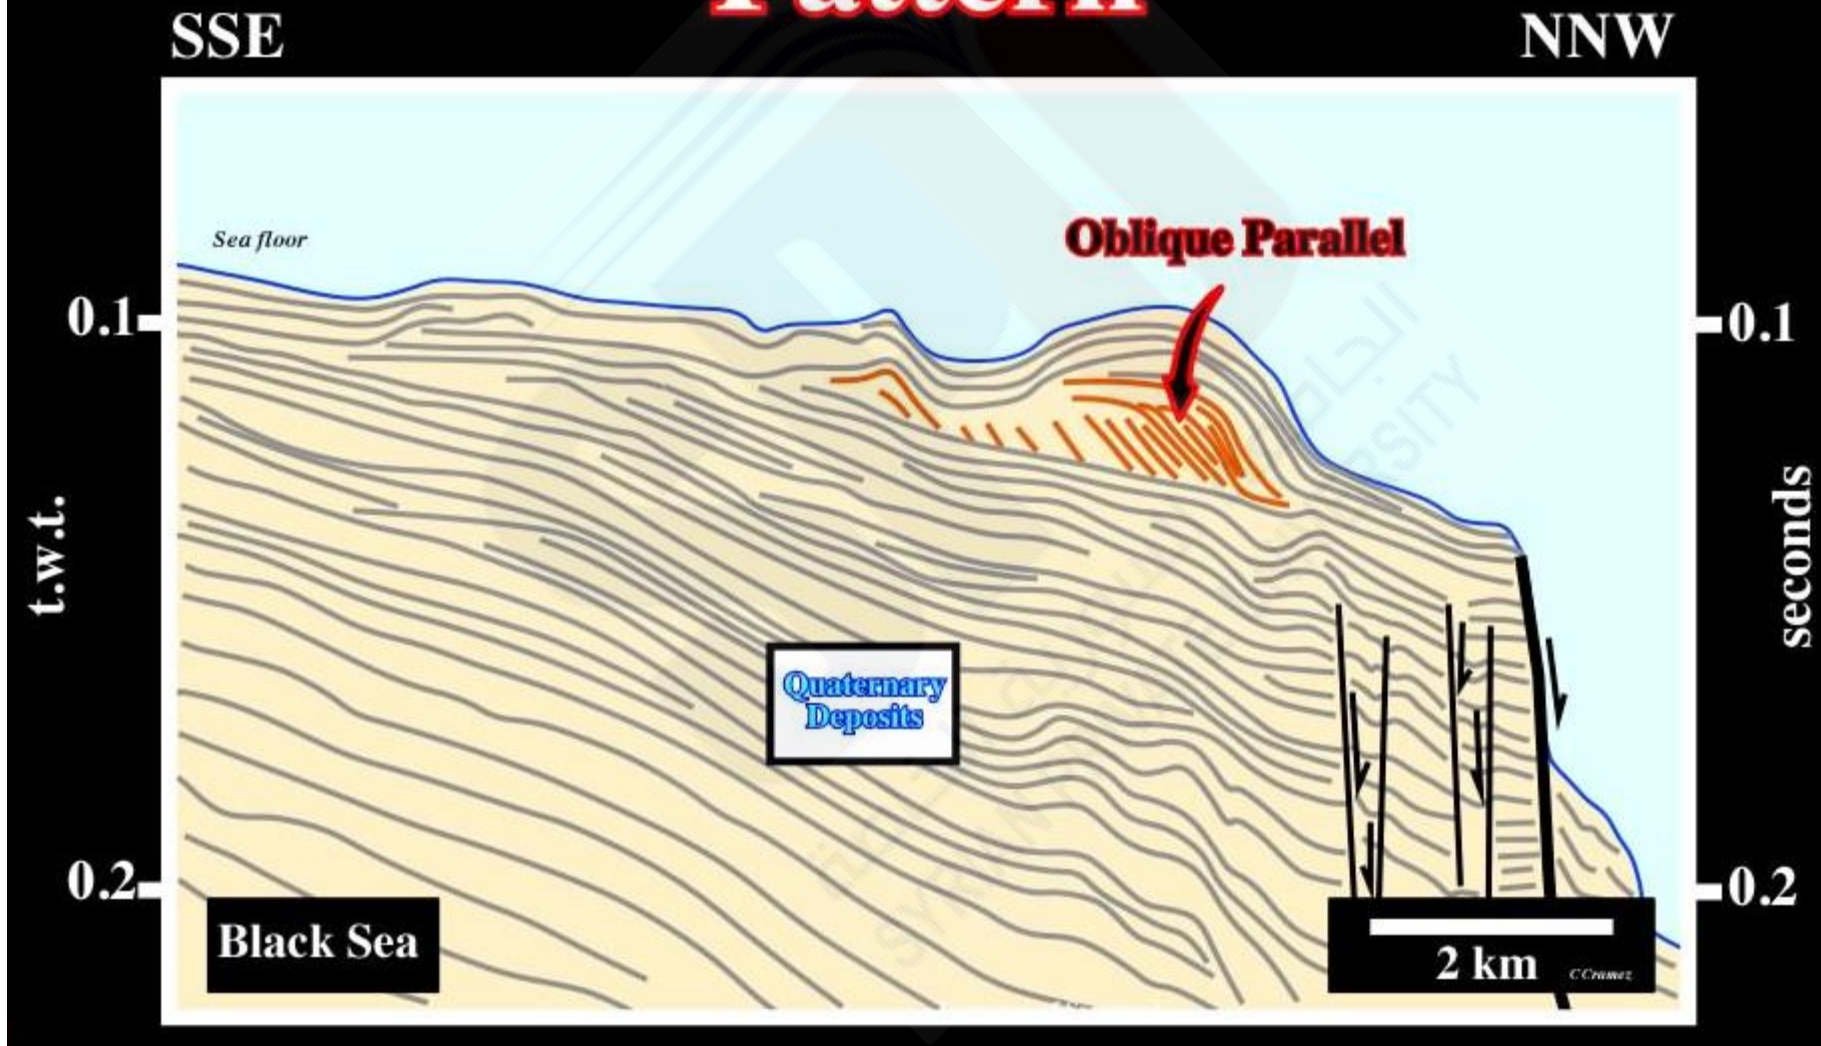 Pattern
SSE
NNW
Sea floor
Oblique Parallel
0.1
0.1
t.w.t.
seconds
Quaternary
Deposits
0.2
0.2
Black Sea
2 km
C Cramez